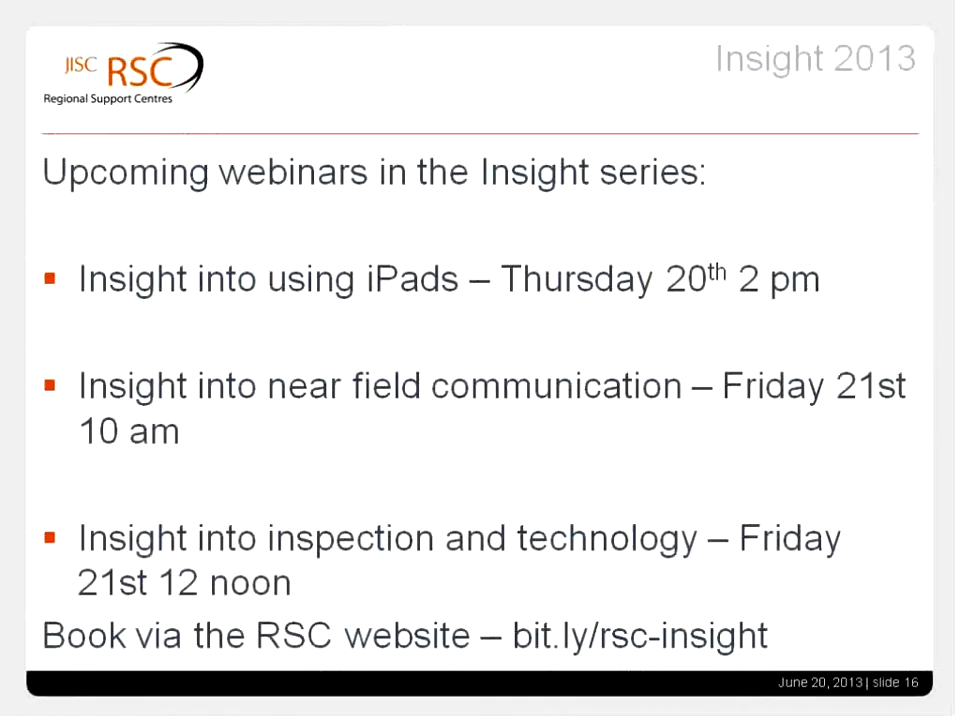 JISC RSC
Regional Support Centres
Insight 2013
Upcoming webinars in the Insight series:
Insight into using iPads – Thursday 20th 2 pm
Insight into near field communication – Friday 21st
10 am
Insight into inspection and technology – Friday
21st 12 noon
Book via the RSC website – bit.ly/rsc-insight
June 20, 2013 | slide 16